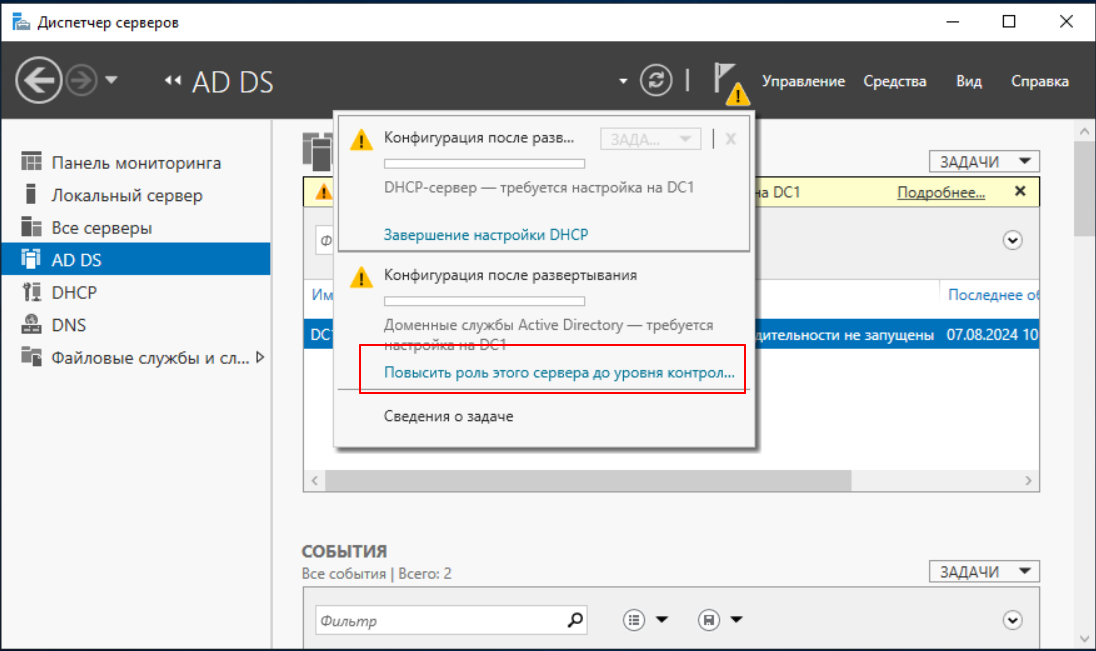 Диспетчер серверов
AD DS
Управление Средства Вид Справка
Панель мониторинга
Локальный сервер
Все серверы
AD DS
DHCP
DNS
Файловые службы и сл...
Конфигурация после разв... ЗАДА... X
DHCP-сервер — требуется настройка на DC1
Завершение настройки DHCP
Конфигурация после развертывания
Доменные службы Active Directory — требуется
настройка на DC1
Повысить роль этого сервера до уровня контрол...
Сведения о задаче
ЗАДАЧИ
на DC1 Подробнее...
Ф
Им Последнее об
DC1 дительности не запущены 07.08.2024 10
СОБЫТИЯ
Все события | Всего: 2
ЗАДАЧИ
Фильтр